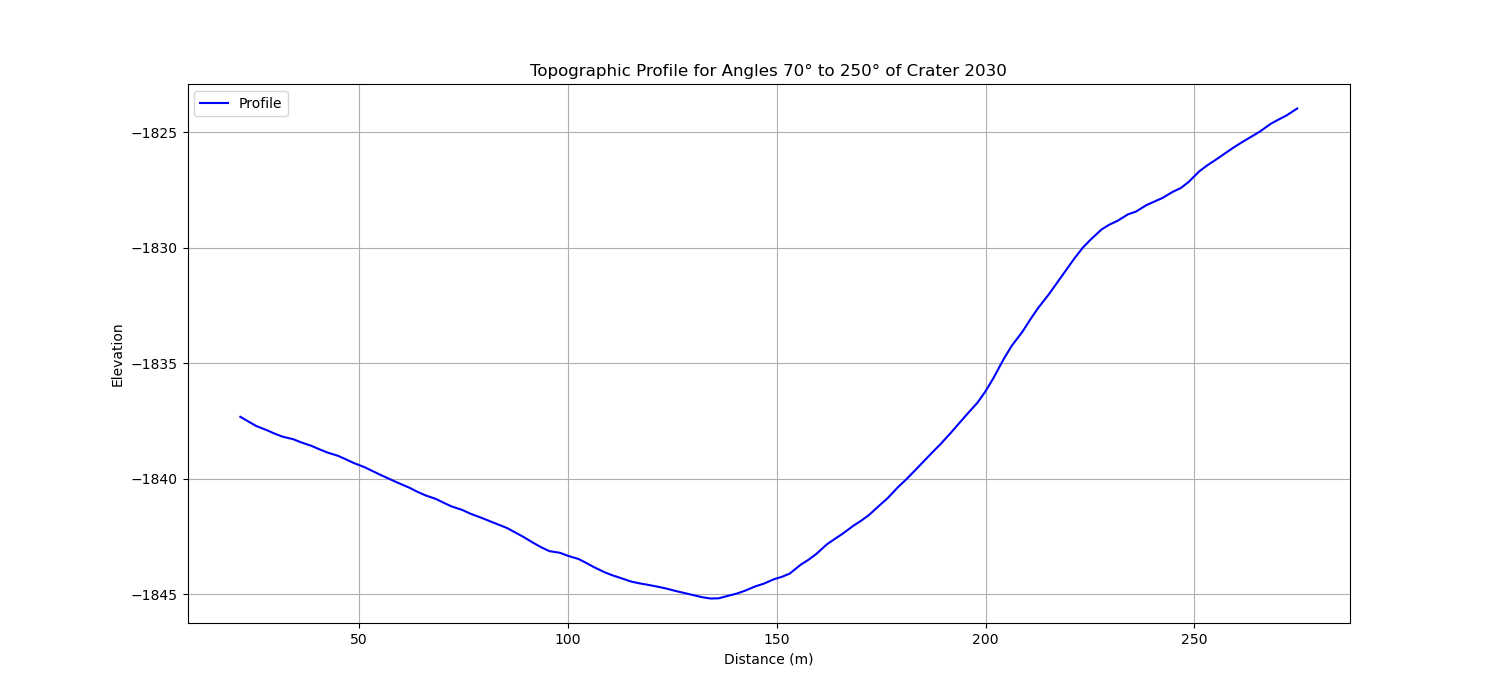 Topographic Profile for Angles 70° to 250° of Crater 2030
Profile
−1825
−1830
−1835
−1840
−1845
Elevation
50
100
150
200
250
Distance (m)